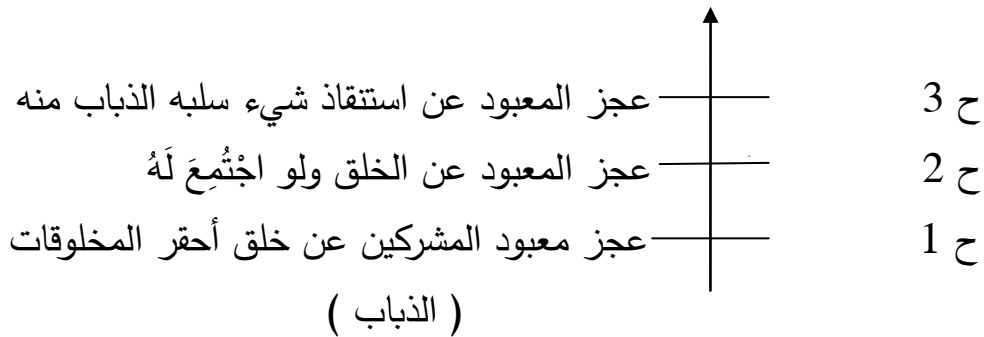 ح 3 عجز المعبود عن استنقاذ شيء سلبه الذباب منه
ح 2 عجز المعبود عن الخلق ولو اجْتُمِعَ لَهُ
ح 1 عجز معبود المشركين عن خلق أحقر المخلوقات
( الذباب )